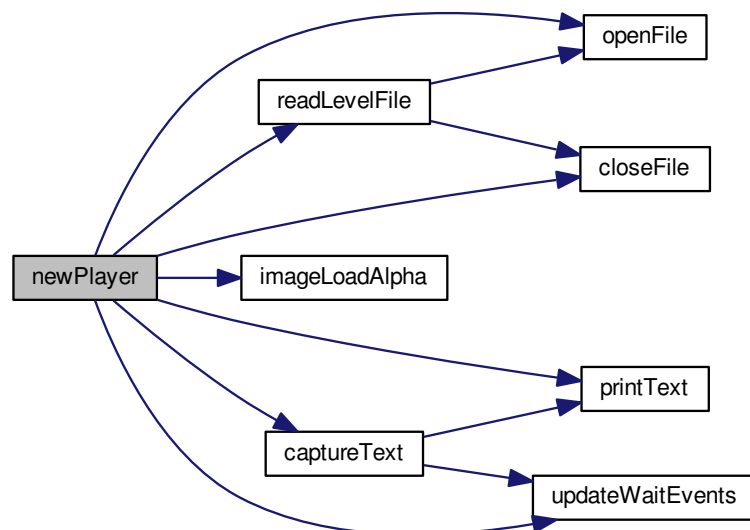 openFile
readLevelFile
closeFile
newPlayer
imageLoadAlpha
printText
captureText
updateWaitEvents